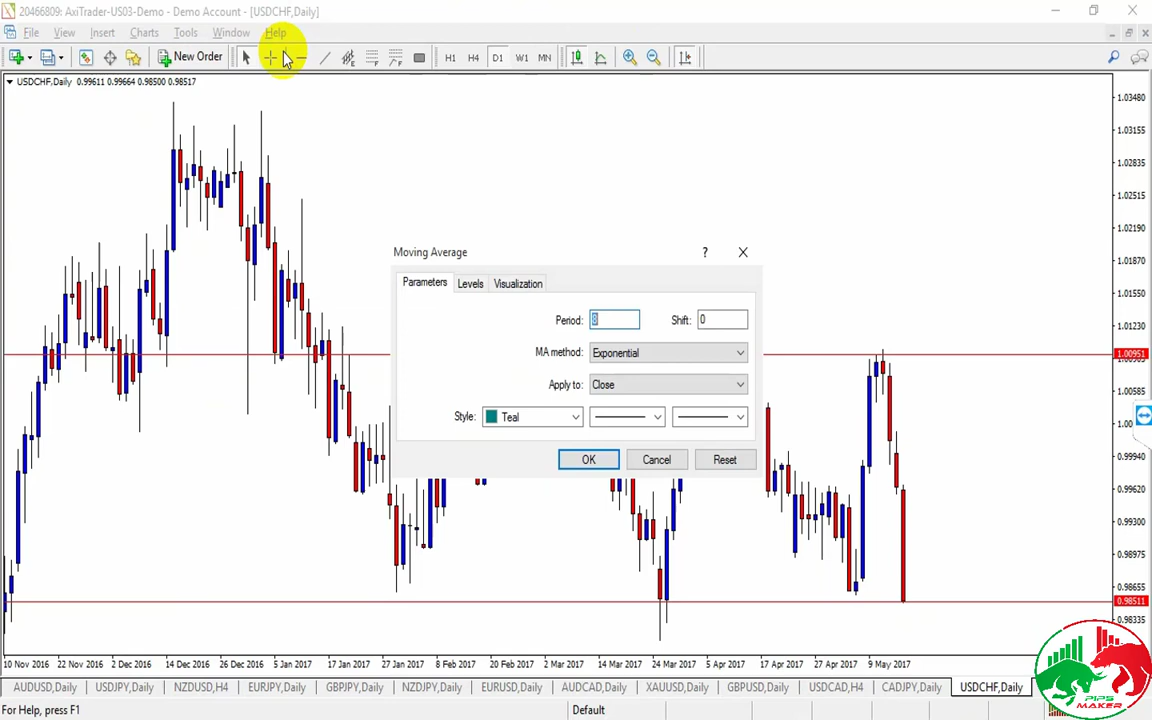 20466809: AxiTrader-US03-Demo - Demo Account - [USDCHF,Daily]
File View Insert Charts Tools Window Help
New Order H1 H4 D1 W1 MN
USDCHF,Daily 0.99611 0.99664 0.98500 0.98517
1.03480
1.03155
1.02835
1.02515
1.02190
1.01870
1.01550
1.01230
1.00951
1.00585
1.00
0.99940
0.99620
0.99300
0.98975
0.98655
0.98511
0.98335
Moving Average ? 
Parameters Levels Visualization
Period: 8 Shift: 0
MA method: Exponential
Apply to: Close
Style: Teal
OK Cancel Reset
10 Nov 2016 22 Nov 2016 2 Dec 2016 14 Dec 2016 26 Dec 2016 5 Jan 2017 17 Jan 2017 27 Jan 2017 8 Feb 2017 20 Feb 2017 2 Mar 2017 14 Mar 2017 24 Mar 2017 5 Apr 2017 17 Apr 2017 27 Apr 2017 9 May 2017
AUDUSD,Daily USDJPY,Daily NZDUSD,H4 EURJPY,Daily GBPJPY,Daily NZDJPY,Daily EURUSD,Daily AUDCAD,Daily XAUUSD,Daily GBPUSD,Daily USDCAD,H4 CADJPY,Daily USDCHF,Daily
For Help, press F1 Default
PIPS
MAKER